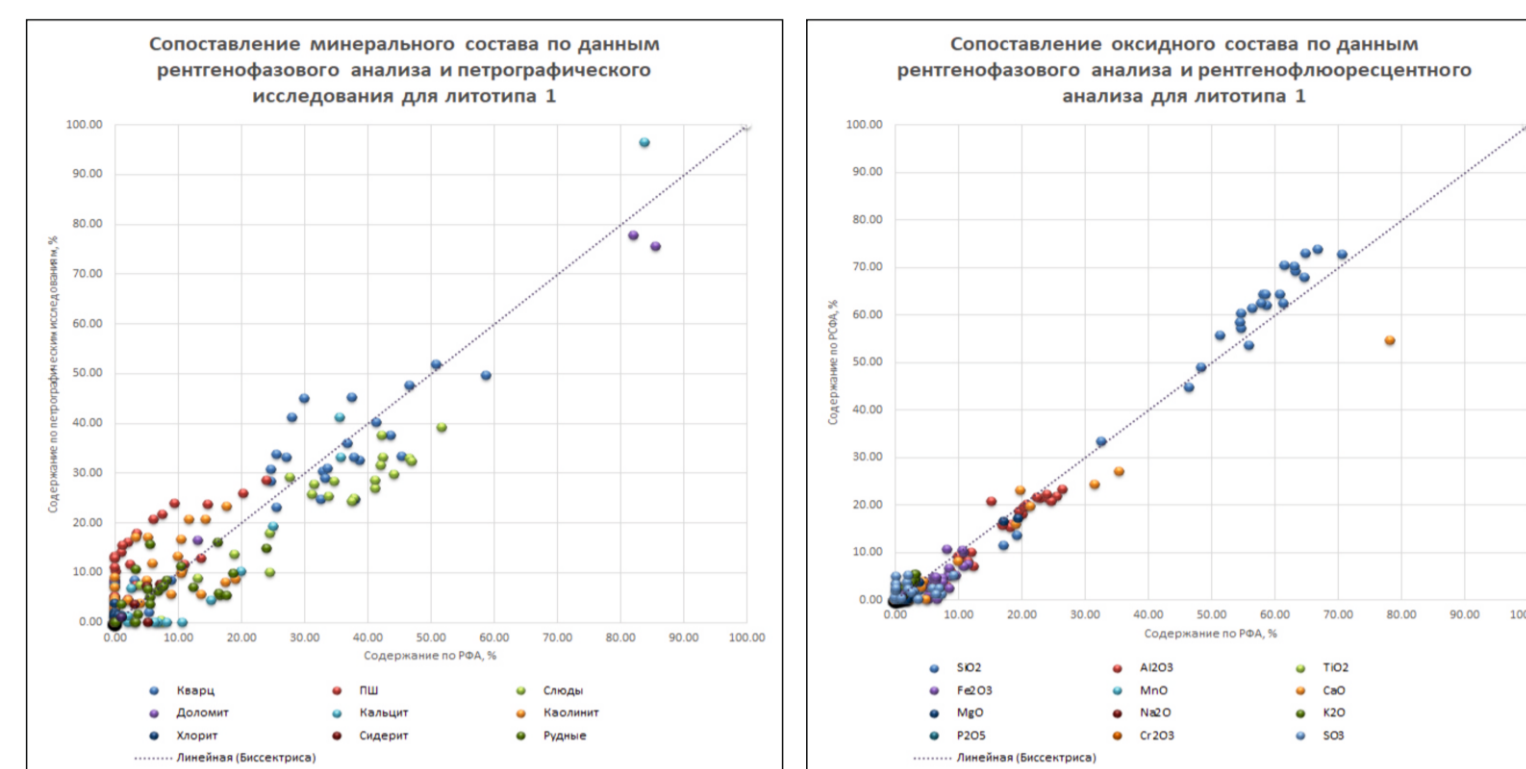 Сопоставление минерального состава по данным
рентгенофазового анализа и петрографического
исследования для литотипа 1
100.00
90.00
80.00
70.00
60.00
50.00
40.00
30.00
20.00
10.00
0.00
Содержание по петрографическим исследованиям, %
0.00 10.00 20.00 30.00 40.00 50.00 60.00 70.00 80.00 90.00 100.00
Содержание по РФА, %
Кварц ПШ Слюды
Доломит Кальцит Каолинит
Хлорит Сидерит Рудные
Линейная (Биссектриса)
Сопоставление оксидного состава по данным
рентгенофазового анализа и рентгенофлюоресцентного
анализа для литотипа 1
100.00
90.00
80.00
70.00
60.00
50.00
40.00
30.00
20.00
10.00
0.00
Содержание по РСФА, %
0.00 10.00 20.00 30.00 40.00 50.00 60.00 70.00 80.00 90.00
Содержание по РФА, %
SiO2 Al2O3 TiO2
Fe2O3 MnO CaO
MgO Na2O K2O
P2O5 Cr2O3 SO3
Линейная (Биссектриса)